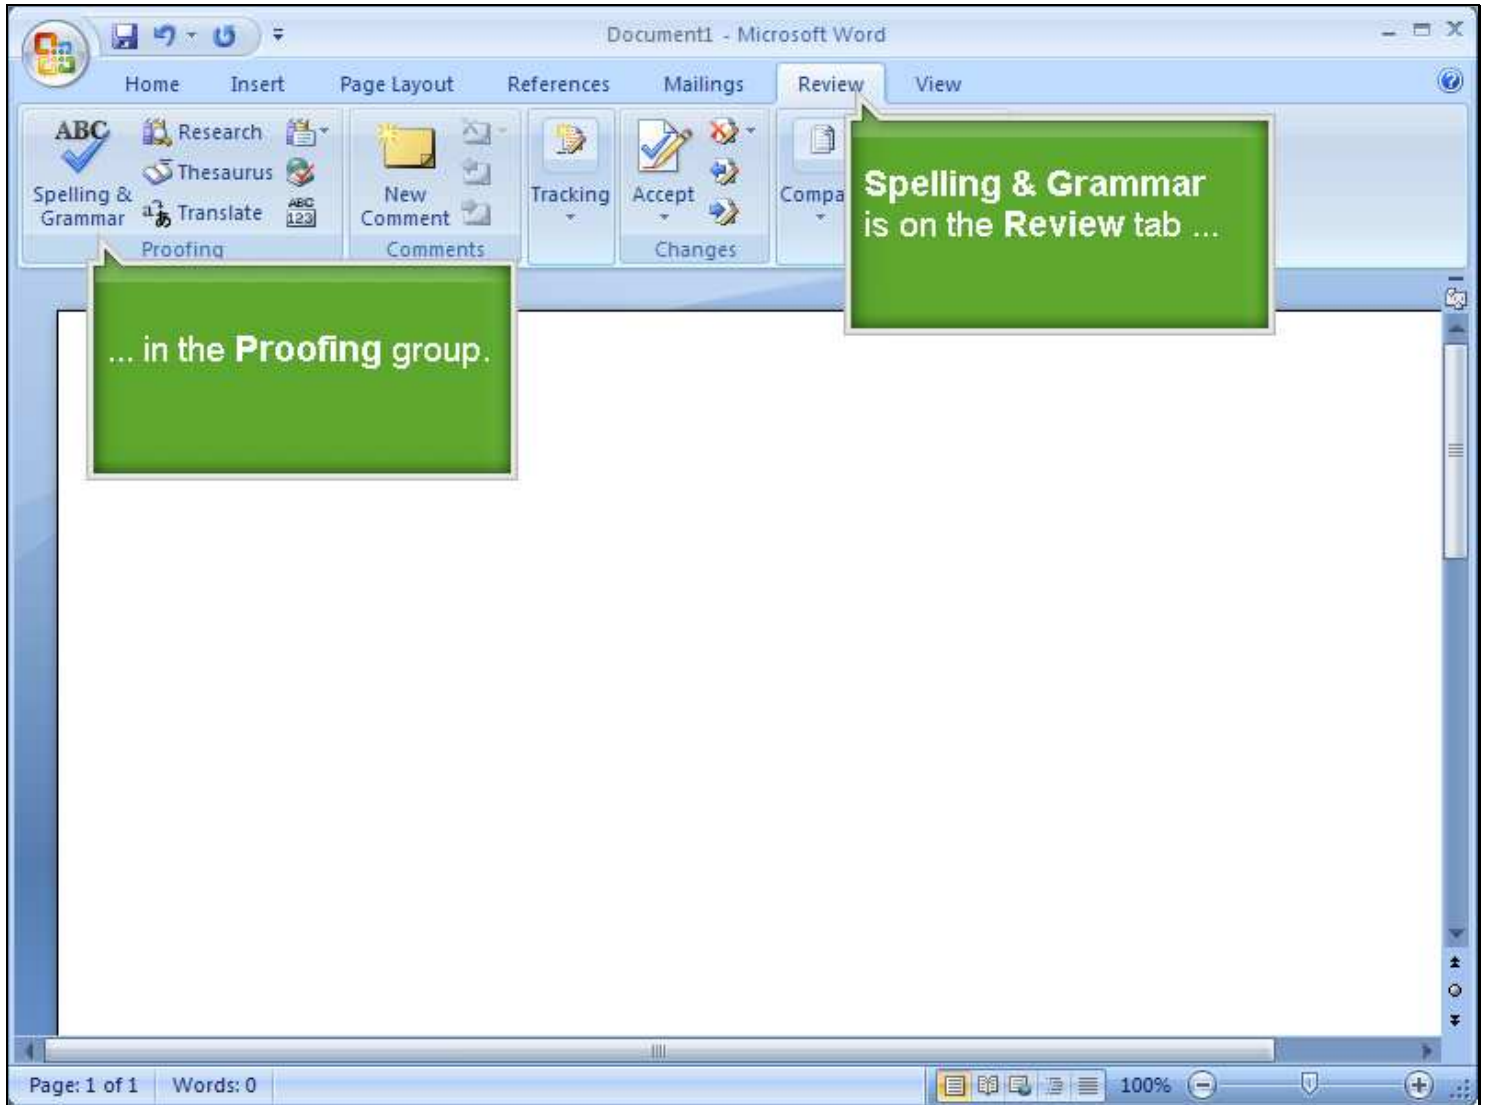 Document1 - Microsoft Word
Home Insert Page Layout References Mailings Review View
ABC Research
Thesaurus
Spelling & Grammar
Translate
ABC 123
New Comment
Tracking
Accept
Compa
Proofing Comments Changes
Spelling & Grammar
is on the Review tab ...
... in the Proofing group.
Page: 1 of 1 Words: 0 100%